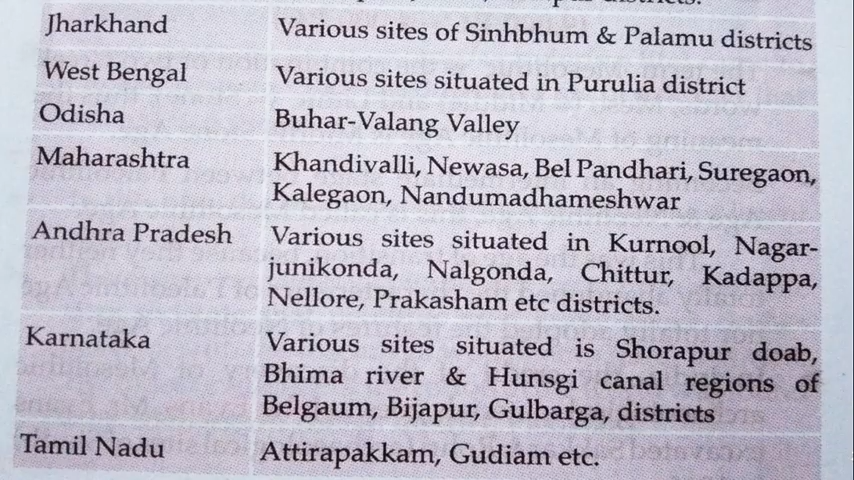 Jharkhand Various sites of Sinhbhum & Palamu districts
West Bengal Various sites situated in Purulia district
Odisha Buhar-Valang Valley
Maharashtra Khandivalli, Newasa, Bel Pandhari, Suregaon,
Kalegaon, Nandumadhameshwar
Andhra Pradesh Various sites situated in Kurnool, Nagar-
junikonda, Nalgonda, Chittur, Kadappa,
Nellore, Prakasham etc districts.
Karnataka Various sites situated is Shorapur doab,
Bhima river & Hunsgi canal regions of
Belgaum, Bijapur, Gulbarga, districts
Tamil Nadu Attirapakkam, Gudiam etc.